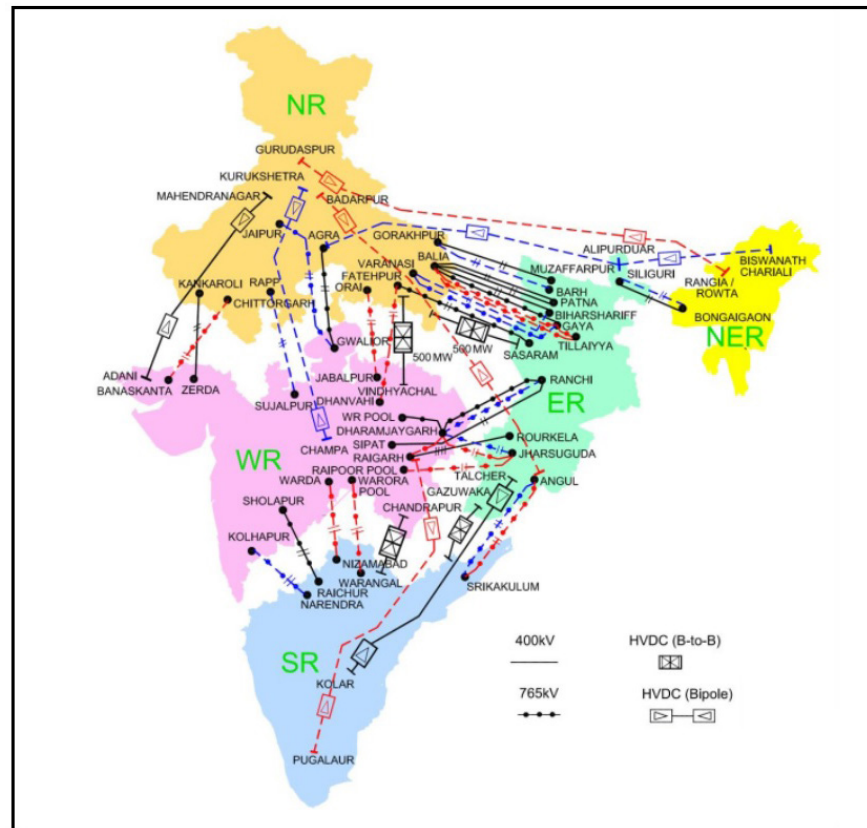 NR
GURUDASPUR
KURUKSHETRA
MAHENDRANAGAR
BADARPUR
JAIPUR
AGRA
GORAKHPUR
ALIPURDUAR
BISWANATH
CHARIALI
VARANASI
BALIA
MUZAFFARPUR
SILIGURI
RANGIA /
ROWTA
KANKAROLI
RAPP
FATEHPUR
ORAI
BARH
CHITTORGARH
PATNA
BONGAIGAON
BIHARSHARIFF
NER
GAYA
TILLAIYYA
GWALIOR
500 MW
560 MW
SASARAM
ADANI
BANASKANTA
ZERDA
JABALPUR
VINDHYACHAL
DHANVAHI
RANCHI
SUJALPUR
ER
WR POOL
DHARAMJAYGARH
ROURKELA
CHAMPA
SIPAT
RAIGARH
JHARSUGUDA
WR
RAIPOOR POOL
TALCHER
WARDA
WARORA
POOL
GAZUWAKA
ANGUL
SHOLAPUR
CHANDRAPUR
KOLHAPUR
NIZAMABAD
WARANGAL
RAICHUR
NARENDRA
SRIKAKULUM
400kV
HVDC (B-to-B)
SR
KOLAR
765kV
HVDC (Bipole)
PUGALAUR